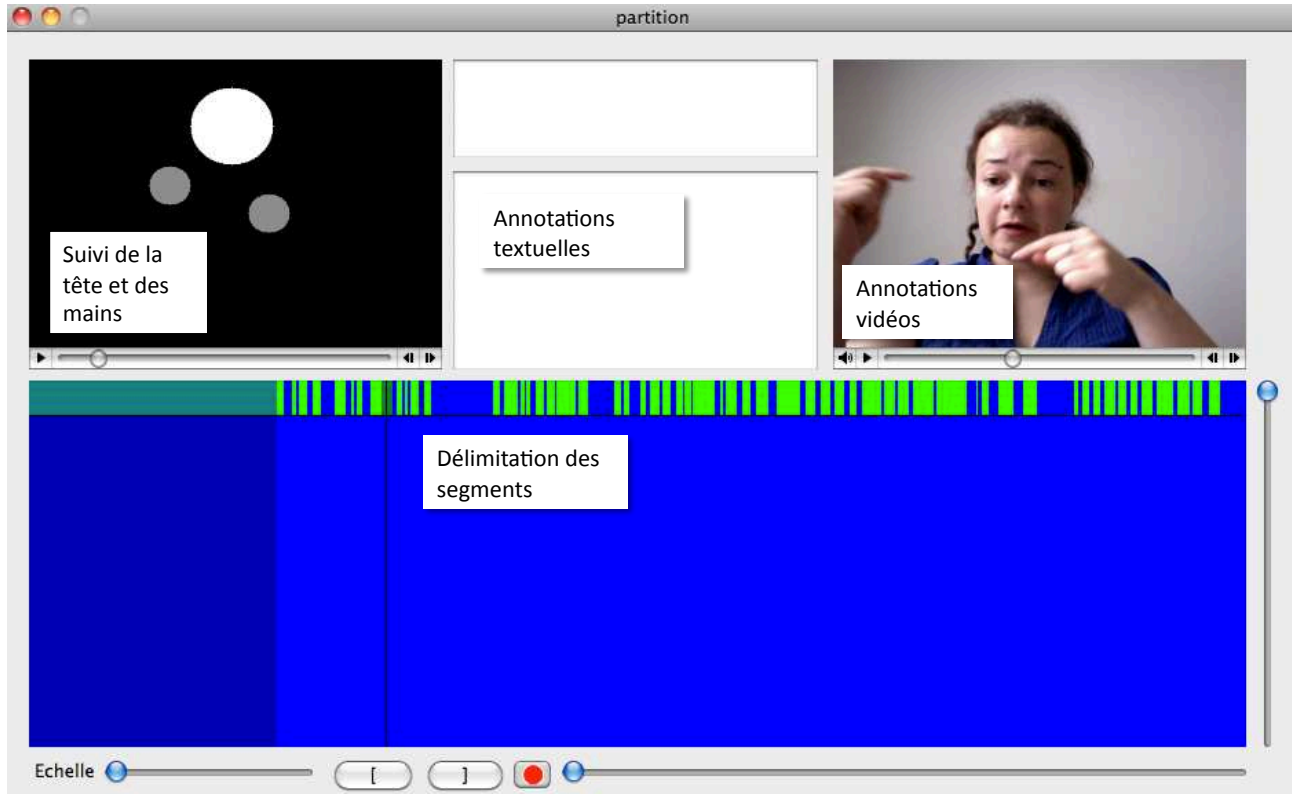 partition
Suivi de la
tête et des
mains
Annotations
textuelles
Annotations
vidéos
Délimitation des
segments
Echelle
[
]